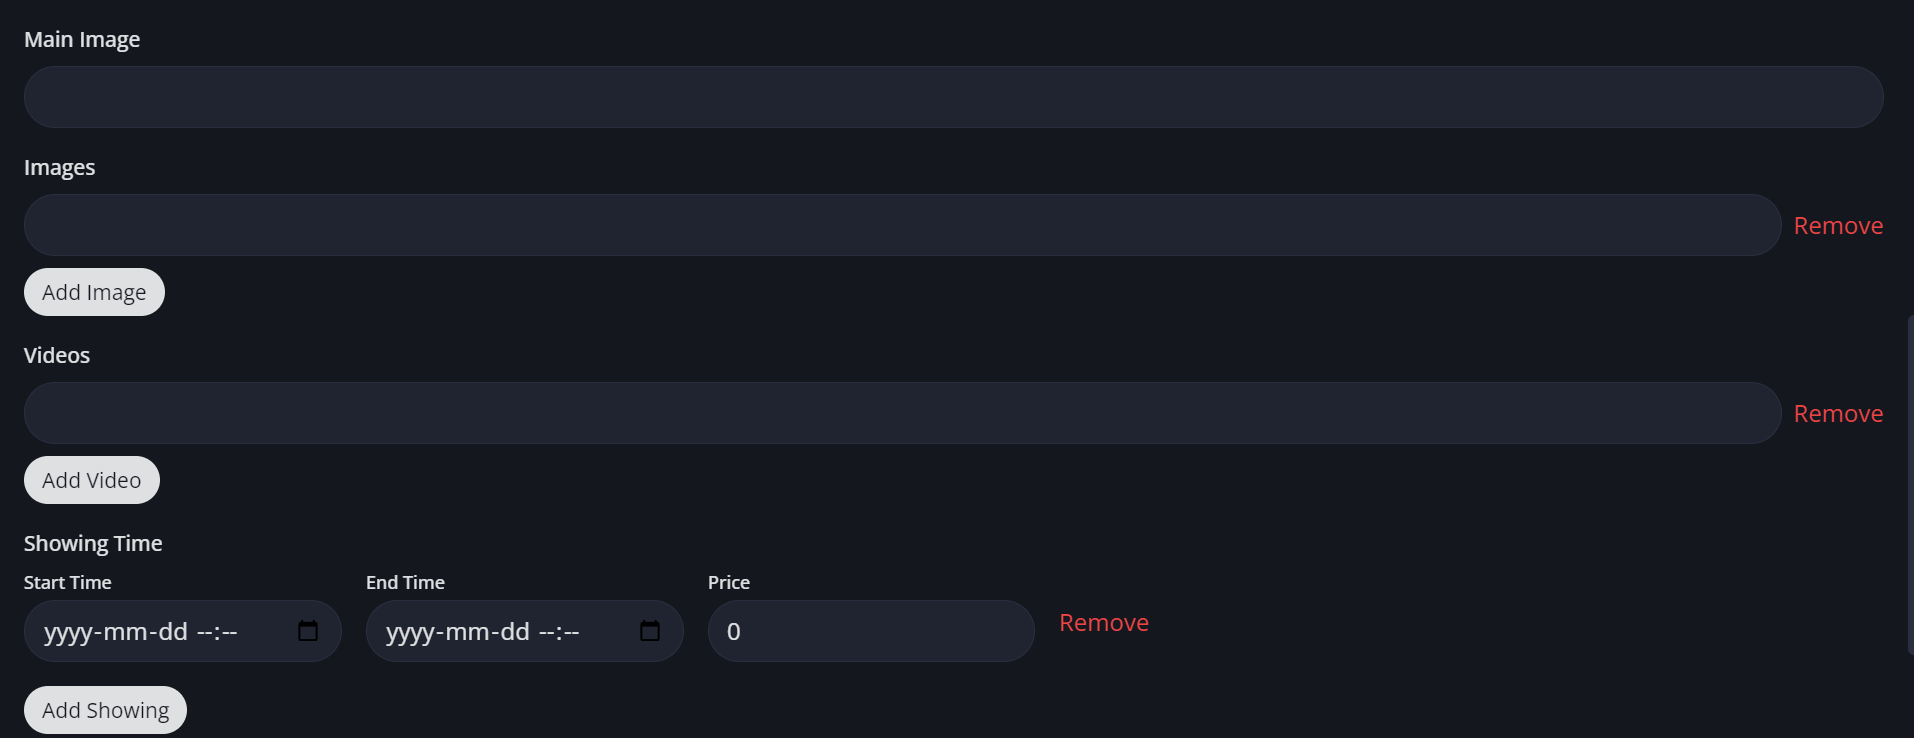 Main Image
Images
Remove
Add Image
Videos
Remove
Add Video
Showing Time
Start Time End Time Price
yyyy-mm-dd --:-- yyyy-mm-dd --:-- 0 Remove
Add Showing